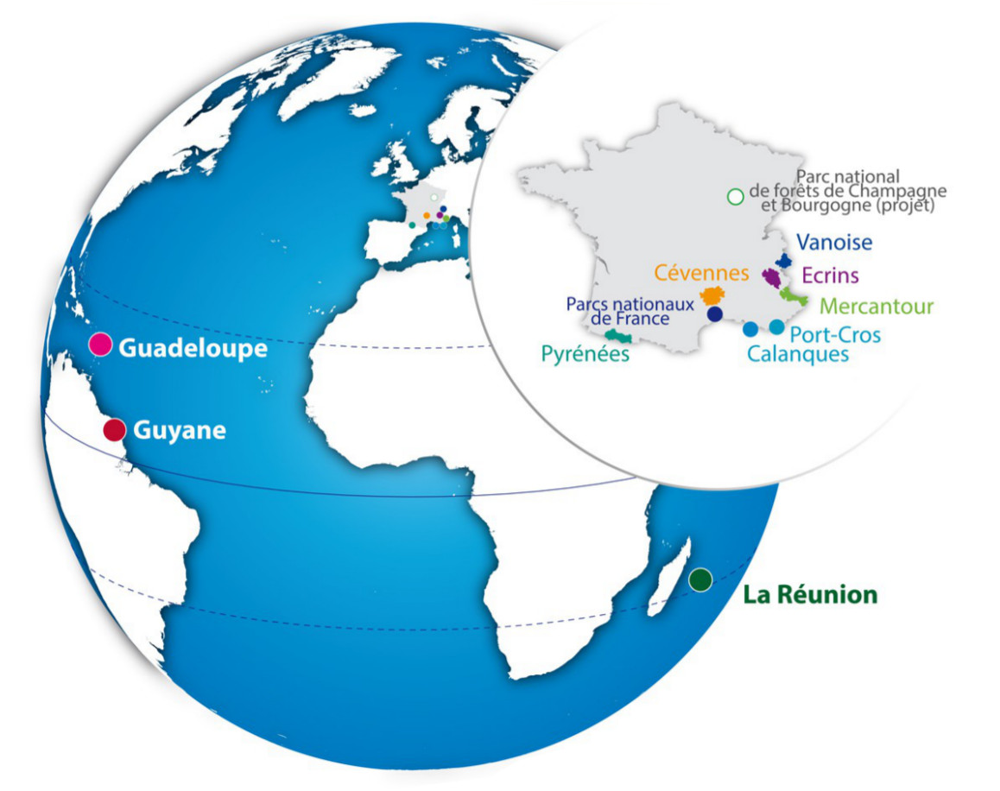 Parc national
de forêts de Champagne
et Bourgogne (projet)
Vanoise
Cévennes
Ecrins
Parcs nationaux
de France
Mercantour
Port-Cros
Pyrénées
Calanques
Guadeloupe
Guyane
La Réunion